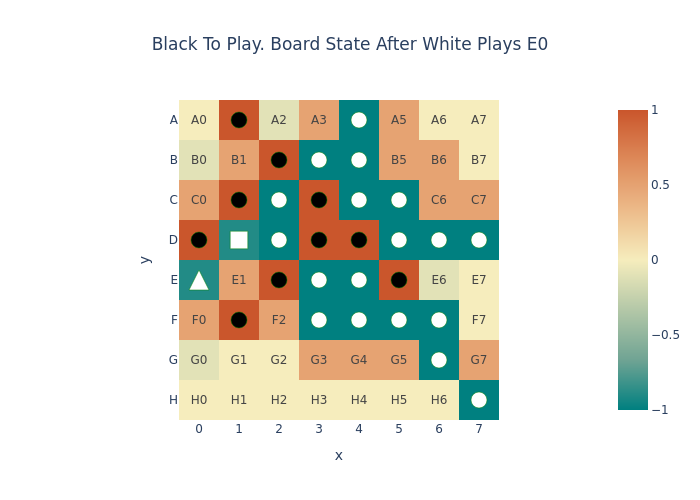 Black To Play. Board State After White Plays E0
A A0 A2 A3 A5 A6 A7
B B0 B1 B5 B6 B7
C C0 C6 C7
D
E E1 E6 E7
F F0 F2 F7
G G0 G1 G2 G3 G4 G5 G7
H H0 H1 H2 H3 H4 H5 H6
0 1 2 3 4 5 6 7
x
y
1
0.5
0
−0.5
−1